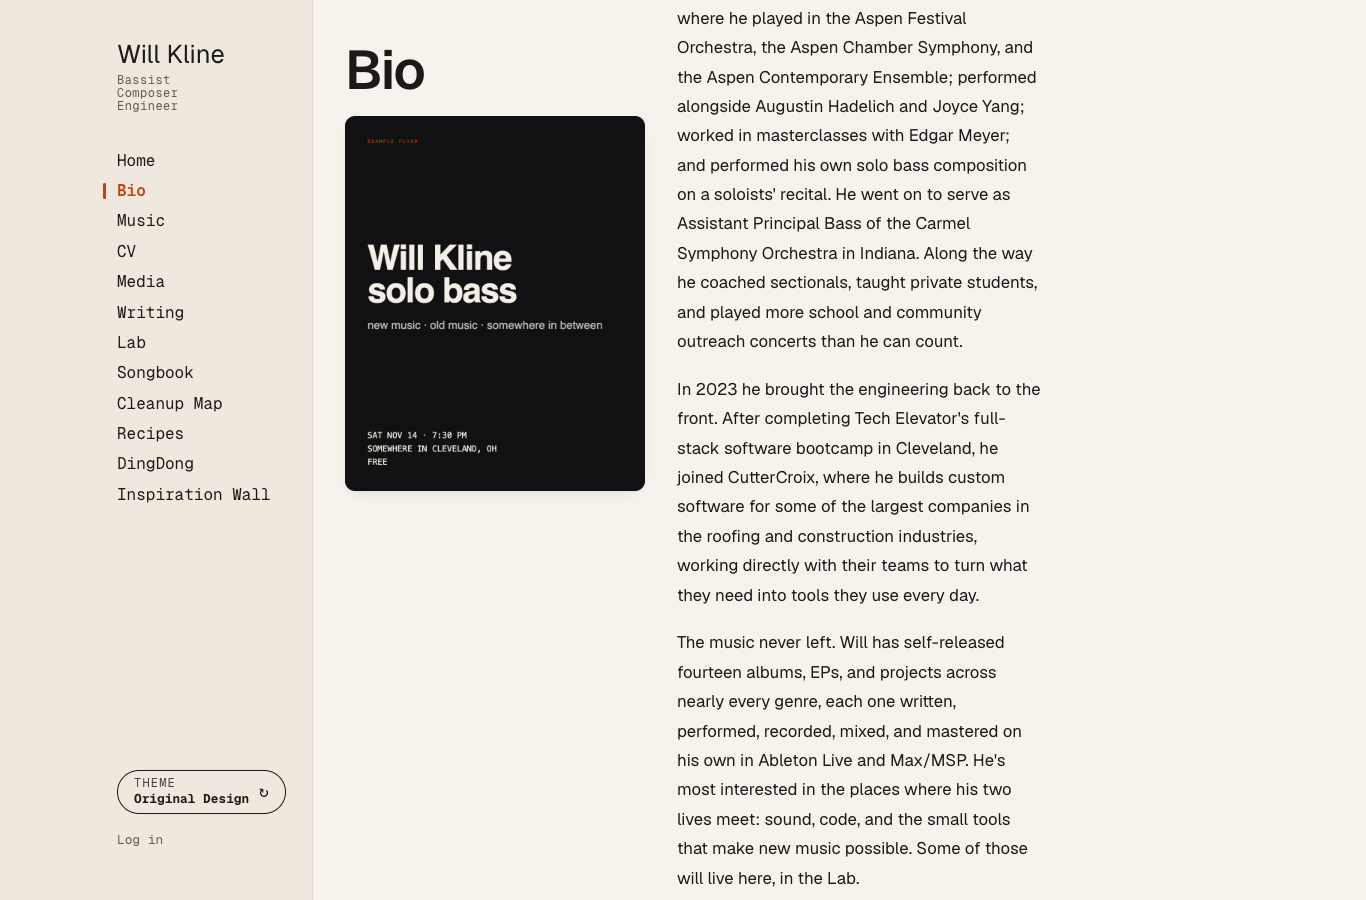 Will Kline
Bassist
Composer
Engineer
Home
Bio
Music
CV
Media
Writing
Lab
Songbook
Cleanup Map
Recipes
DingDong
Inspiration Wall
THEME
Original Design ↻
Log in
Bio
EXAMPLE FLYER
Will Kline
solo bass
new music · old music · somewhere in between
SAT NOV 14 · 7:30 PM
SOMEWHERE IN CLEVELAND, OH
FREE
where he played in the Aspen Festival
Orchestra, the Aspen Chamber Symphony, and
the Aspen Contemporary Ensemble; performed
alongside Augustin Hadelich and Joyce Yang;
worked in masterclasses with Edgar Meyer;
and performed his own solo bass composition
on a soloists' recital. He went on to serve as
Assistant Principal Bass of the Carmel
Symphony Orchestra in Indiana. Along the way
he coached sectionals, taught private students,
and played more school and community
outreach concerts than he can count.
In 2023 he brought the engineering back to the
front. After completing Tech Elevator's full-
stack software bootcamp in Cleveland, he
joined CutterCroix, where he builds custom
software for some of the largest companies in
the roofing and construction industries,
working directly with their teams to turn what
they need into tools they use every day.
The music never left. Will has self-released
fourteen albums, EPs, and projects across
nearly every genre, each one written,
performed, recorded, mixed, and mastered on
his own in Ableton Live and Max/MSP. He's
most interested in the places where his two
lives meet: sound, code, and the small tools
that make new music possible. Some of those
will live here, in the Lab.